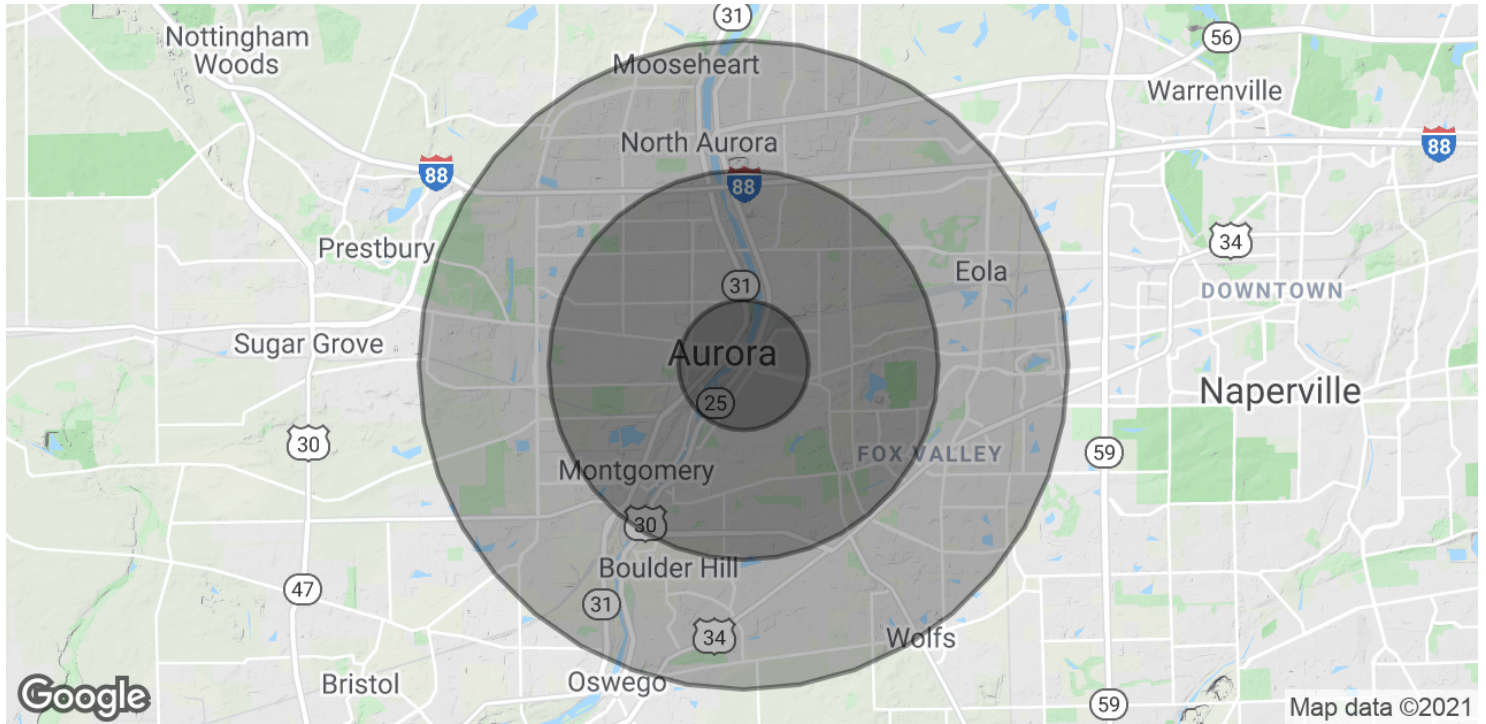 31
Nottingham
Woods
56
Mooseheart
Warrenville
North Aurora
88
88
88
Prestbury
34
Eola
31
DOWNTOWN
Sugar Grove
Aurora
Naperville
25
30
FOX VALLEY
59
Montgomery
30
Boulder Hill
47
31
34
Wolfs
Bristol
Oswego
Google
59
Map data ©2021